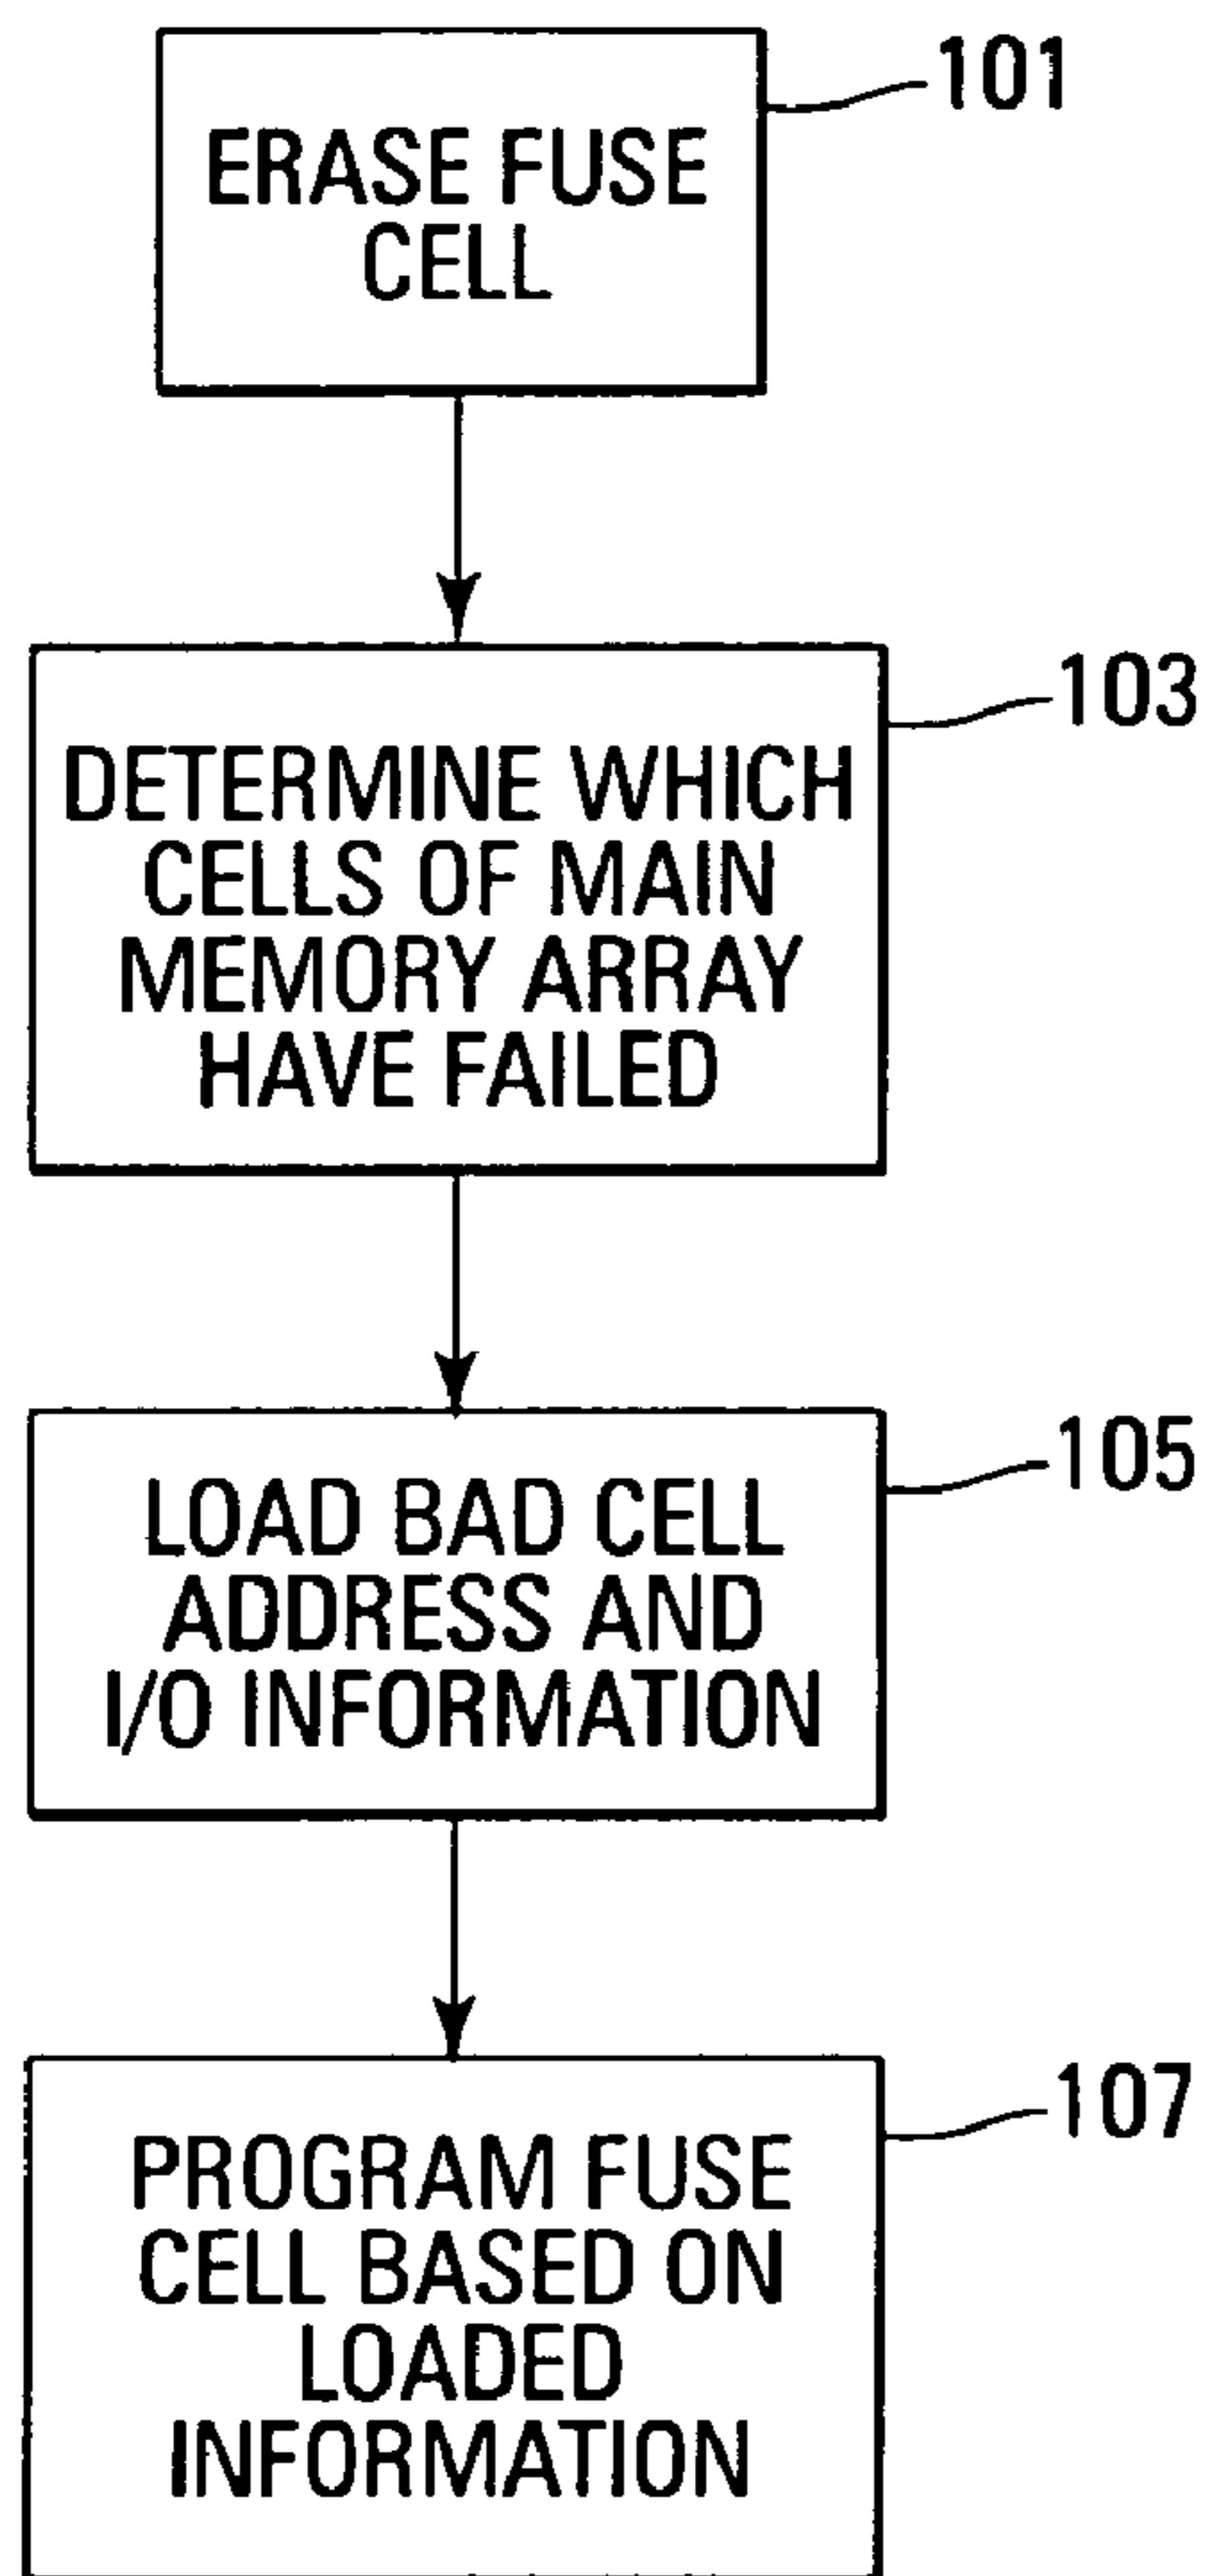 101
ERASE FUSE
CELL
103
DETERMINE WHICH
CELLS OF MAIN
MEMORY ARRAY
HAVE FAILED
105
LOAD BAD CELL
ADDRESS AND
I/O INFORMATION
107
PROGRAM FUSE
CELL BASED ON
LOADED
INFORMATION